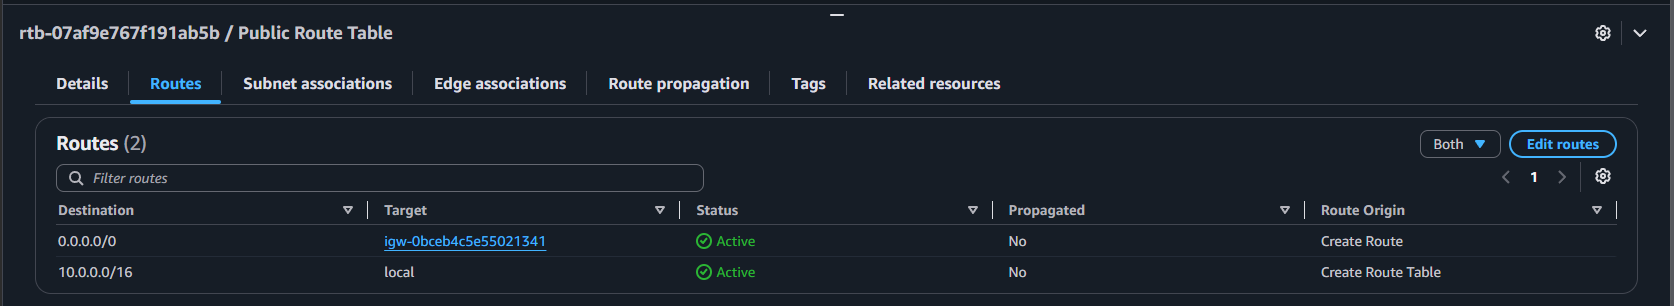 rtb-07af9e767f191ab5b / Public Route Table
Details Routes Subnet associations Edge associations Route propagation Tags Related resources
Routes (2)
Both Edit routes
Filter routes
1
Destination Target Status Propagated Route Origin
0.0.0.0/0 igw-0bceb4c5e55021341 Active No Create Route
10.0.0.0/16 local Active No Create Route Table